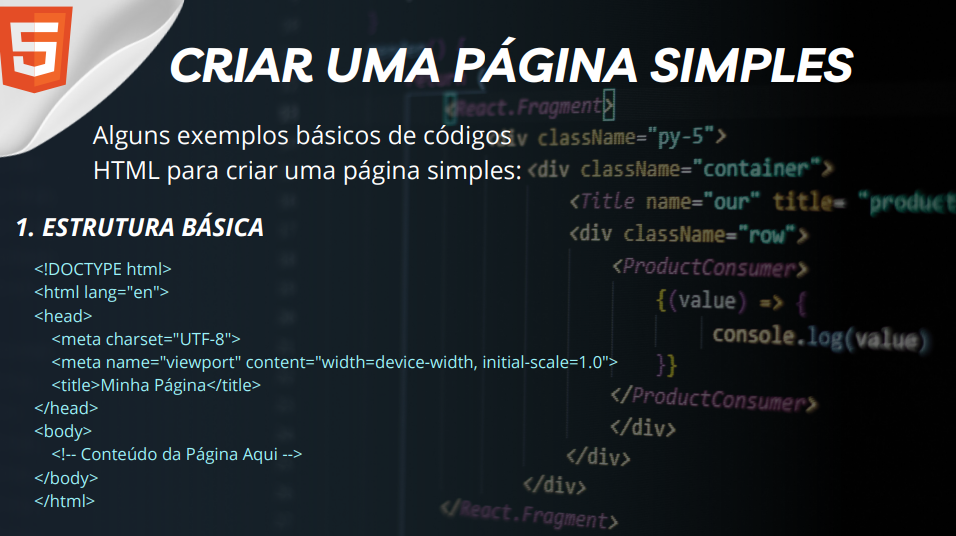 CRIAR UMA PÁGINA SIMPLES
Alguns exemplos básicos de códigos
HTML para criar uma página simples:
1. ESTRUTURA BÁSICA
<!DOCTYPE html>
<html lang="en">
<head>
<meta charset="UTF-8">
<meta name="viewport" content="width=device-width, initial-scale=1.0">
<title>Minha Página</title>
</head>
<body>
<!-- Conteúdo da Página Aqui -->
</body>
</html>
<React.Fragment>
<div className="py-5">
<div className="container">
<Title name="our" title= "product
<div className="row">
<ProductConsumer>
{(value) => {
console.log(value)
}}
</ProductConsumer>
</div>
</div>
</div>
</React.Fragment>